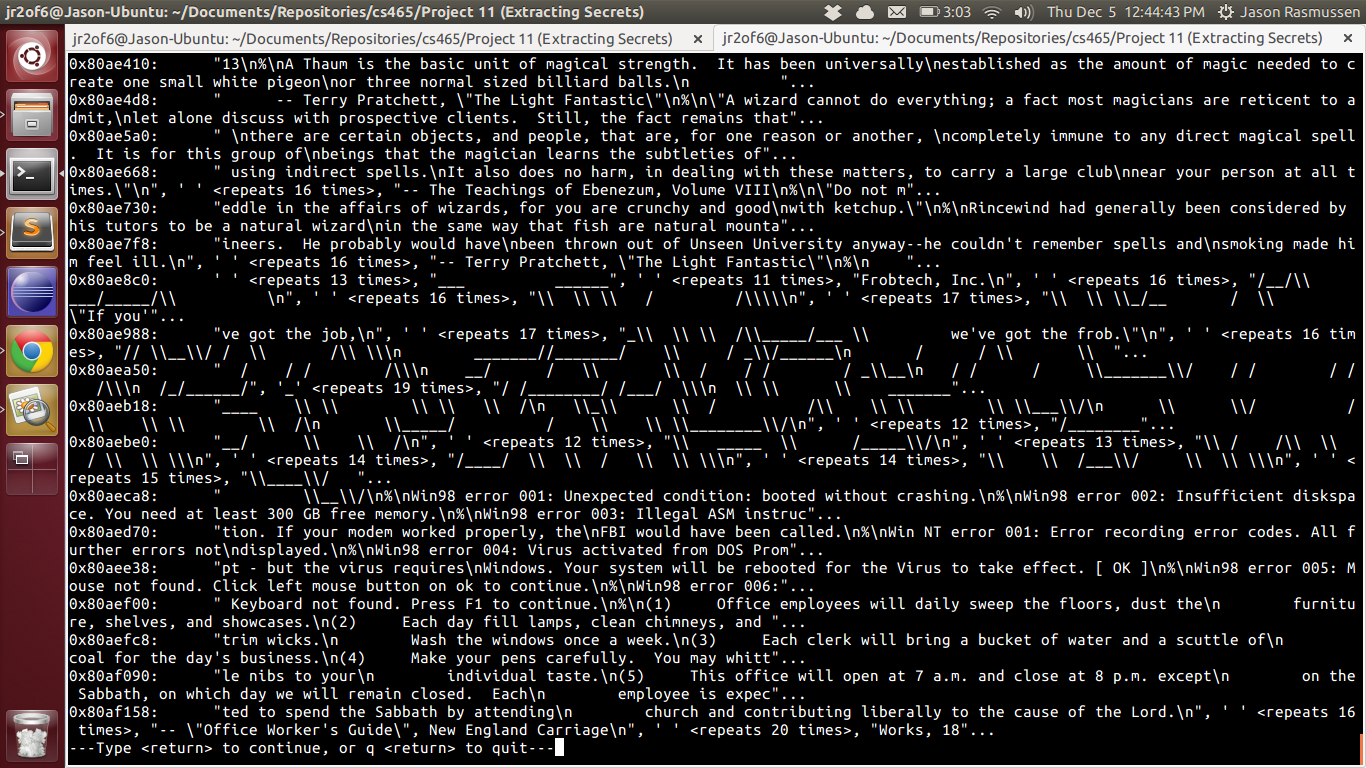 jr2of6@Jason-Ubuntu: ~/Documents/Repositories/cs465/Project 11 (Extracting Secrets)
3:03
Thu Dec 5 12:44:43 PM
Jason Rasmussen
jr2of6@Jason-Ubuntu: ~/Documents/Repositories/cs465/Project 11 (Extracting Secrets) ×
jr2of6@Jason-Ubuntu: ~/Documents/Repositories/cs465/Project 11 (Extracting Secrets) ×
0x80ae410:      "13\n%\nA Thaum is the basic unit of magical strength.  It has been universally\nestablished as the amount of magic needed to c
reate one small white pigeon\nor three normal sized billiard balls.\n          "...
0x80ae4d8:      "      -- Terry Pratchett, \"The Light Fantastic\"\n%\n\"A wizard cannot do everything; a fact most magicians are reticent to a
dmit,\nlet alone discuss with prospective clients.  Still, the fact remains that"...
0x80ae5a0:      " \nthere are certain objects, and people, that are, for one reason or another, \ncompletely immune to any direct magical spell
.  It is for this group of\nbeings that the magician learns the subtleties of"...
0x80ae668:      " using indirect spells.\nIt also does no harm, in dealing with these matters, to carry a large club\nnear your person at all t
imes.\"\n", ' ' <repeats 16 times>, "-- The Teachings of Ebenezum, Volume VIII\n%\n\"Do not m"...
0x80ae730:      "eddle in the affairs of wizards, for you are crunchy and good\nwith ketchup.\"\n%\nRincewind had generally been considered by 
his tutors to be a natural wizard\nin the same way that fish are natural mounta"...
0x80ae7f8:      "ineers.  He probably would have\nbeen thrown out of Unseen University anyway--he couldn't remember spells and\nsmoking made hi
m feel ill.\n", ' ' <repeats 16 times>, "-- Terry Pratchett, \"The Light Fantastic\"\n%\n    "...
0x80ae8c0:      ' ' <repeats 13 times>, "___          ______", ' ' <repeats 11 times>, "Frobtech, Inc.\n", ' ' <repeats 16 times>, "/__/\\
___/_____/\\          \n", ' ' <repeats 16 times>, "\\  \\ \\   /         /\\\\\n", ' ' <repeats 17 times>, "\\  \\ \\_/__       /  \\
\"If you'"...
0x80ae988:      "ve got the job,\n", ' ' <repeats 17 times>, "_\\  \\ \\  /\\_____/___ \\         we've got the frob.\"\n", ' ' <repeats 16 tim
es>, "// \\__\\/ /  \\       /\\ \\\n        _______//_______/    \\     / _\\/______\n       /      / \\       \\  "...
0x80aea50:      "  /     / /        /\\\n    __/       /   \\       \\  /    / /        / _\\__\n   / /      /       \\_______\\/    / /        / /
   /\\\n  /_/______/", ' ' <repeats 19 times>, "/ /________/ /___/  \\\n  \\ \\      \\    _______"...
0x80aeb18:      "____    \\ \\        \\ \\   \\  /\n   \\_\\      \\  /          /\\    \\ \\        \\ \\___\\/\n      \\      \\/          /
  \\    \\ \\        \\  /\n       \\_____/          /    \\    \\ \\________\\/\n", ' ' <repeats 12 times>, "/________"...
0x80aebe0:      "__/      \\    \\  /\n", ' ' <repeats 12 times>, "\\         _____  \\       /_____\\/\n", ' ' <repeats 13 times>, "\\ /    /\\  \\
  / \\  \\ \\\n", ' ' <repeats 14 times>, "/____/  \\  \\  /   \\  \\ \\\n", ' ' <repeats 14 times>, "\\    \\  /___\\/     \\  \\ \\\n", ' ' <
repeats 15 times>, "\\____\\/   "...
0x80aeca8:      "         \\__\\/\n%\nWin98 error 001: Unexpected condition: booted without crashing.\n%\nWin98 error 002: Insufficient diskspa
ce. You need at least 300 GB free memory.\n%\nWin98 error 003: Illegal ASM instruc"...
0x80aed70:      "tion. If your modem worked properly, the\nFBI would have been called.\n%\nWin NT error 001: Error recording error codes. All f
urther errors not\ndisplayed.\n%\nWin98 error 004: Virus activated from DOS Prom"...
0x80aee38:      "pt - but the virus requires\nWindows. Your system will be rebooted for the Virus to take effect. [ OK ]\n%\nWin98 error 005: M
ouse not found. Click left mouse button on ok to continue.\n%\nWin98 error 006:"...
0x80aef00:      " Keyboard not found. Press F1 to continue.\n%\n(1)     Office employees will daily sweep the floors, dust the\n        furnitu
re, shelves, and showcases.\n(2)     Each day fill lamps, clean chimneys, and "...
0x80aefc8:      "trim wicks.\n        Wash the windows once a week.\n(3)     Each clerk will bring a bucket of water and a scuttle of\n
coal for the day's business.\n(4)     Make your pens carefully.  You may whitt"...
0x80af090:      "le nibs to your\n        individual taste.\n(5)     This office will open at 7 a.m. and close at 8 p.m. except\n        on the
 Sabbath, on which day we will remain closed.  Each\n        employee is expec"...
0x80af158:      "ted to spend the Sabbath by attending\n        church and contributing liberally to the cause of the Lord.\n", ' ' <repeats 16
 times>, "-- \"Office Worker's Guide\", New England Carriage\n", ' ' <repeats 20 times>, "Works, 18"...
---Type <return> to continue, or q <return> to quit---